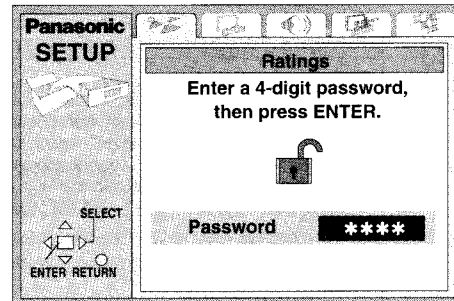 Panasonic
SETUP
Ratings
Enter a 4-digit password,
then press ENTER.
Password ****
SELECT
ENTER RETURN